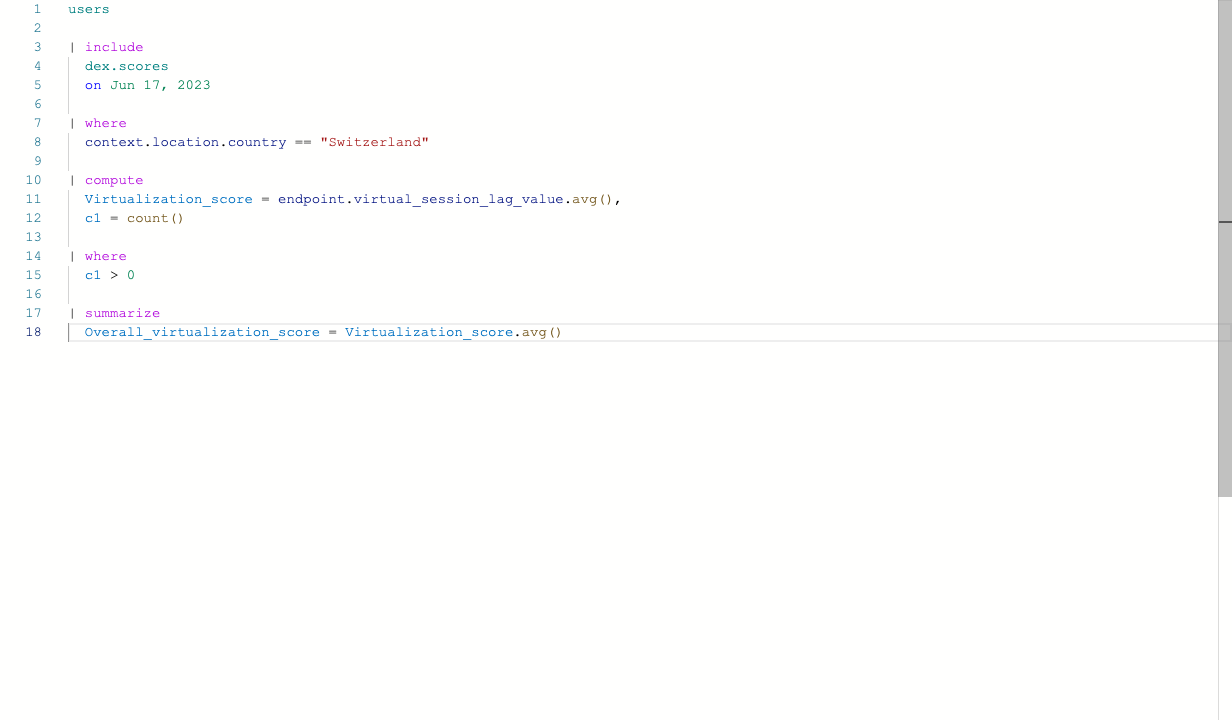 1 users
2
3 | include
4 dex.scores
5 on Jun 17, 2023
6
7 | where
8 context.location.country == "Switzerland"
9
10 | compute
11 Virtualization_score = endpoint.virtual_session_lag_value.avg(),
12 c1 = count()
13
14 | where
15 c1 > 0
16
17 | summarize
18 Overall_virtualization_score = Virtualization_score.avg()